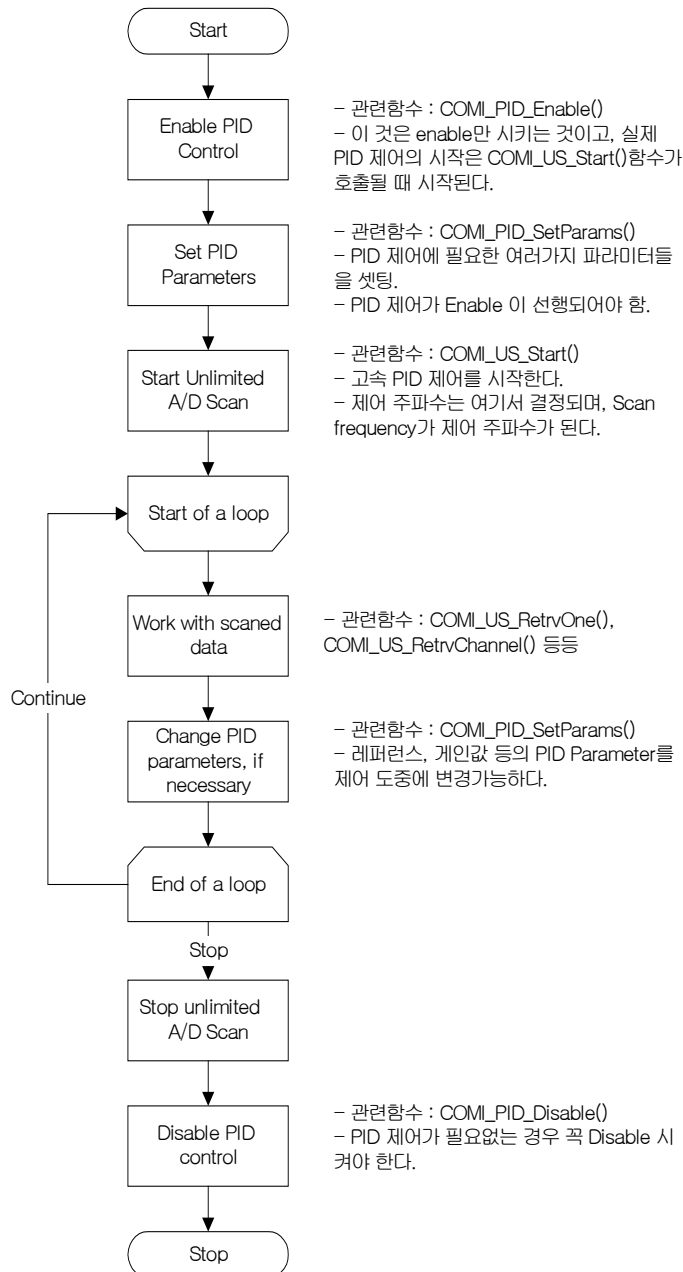 Start
Enable PID
Control
- 관련함수 : COMI_PID_Enable()
- 이 것은 enable만 시키는 것이고, 실제
PID 제어의 시작은 COMI_US_Start()함수가
호출될 때 시작된다.
Set PID
Parameters
- 관련함수 : COMI_PID_SetParams()
- PID 제어에 필요한 여러가지 파라미터들
을 셋팅.
- PID 제어가 Enable 이 선행되어야 함.
Start Unlimited
A/D Scan
- 관련함수 : COMI_US_Start()
- 고속 PID 제어를 시작한다.
- 제어 주파수는 여기서 결정되며, Scan
frequency가 제어 주파수가 된다.
Start of a loop
Work with scaned
data
- 관련함수 : COMI_US_RetrvOne(),
COMI_US_RetrvChannel() 등등
Continue
Change PID
parameters, if
necessary
- 관련함수 : COMI_PID_SetParams()
- 레퍼런스, 게인값 등의 PID Parameter를
제어 도중에 변경가능하다.
End of a loop
Stop
Stop unlimited
A/D Scan
Disable PID
control
- 관련함수 : COMI_PID_Disable()
- PID 제어가 필요없는 경우 꼭 Disable 시
켜야 한다.
Stop